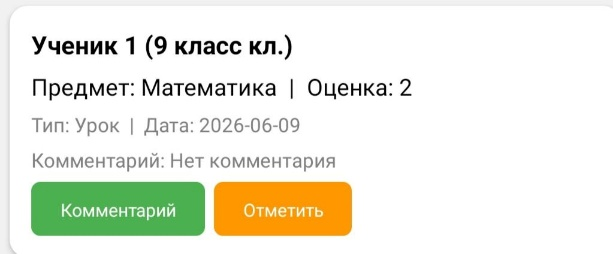 Ученик 1 (9 класс кл.)
Предмет: Математика | Оценка: 2
Тип: Урок | Дата: 2026-06-09
Комментарий: Нет комментария
Комментарий Отметить